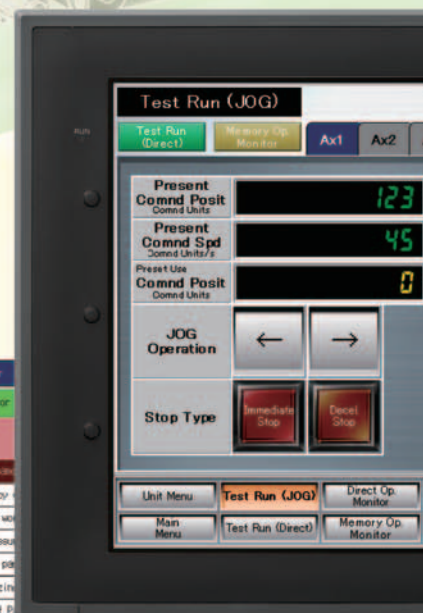 Test Run (JOG)
RUN
Test Run
(Direct)
Memory Op.
Monitor
Ax1
Ax2
Present
Comnd Posit
Comnd Units
123
Present
Comnd Spd
Comnd Units/s
45
Preset Use
Comnd Posit
Comnd Units
0
JOG
Operation
←
→
Stop Type
Immediate
Stop
Decel
Stop
Unit Menu
Test Run (JOG)
Direct Op.
Monitor
Main
Menu
Test Run (Direct)
Memory Op.
Monitor